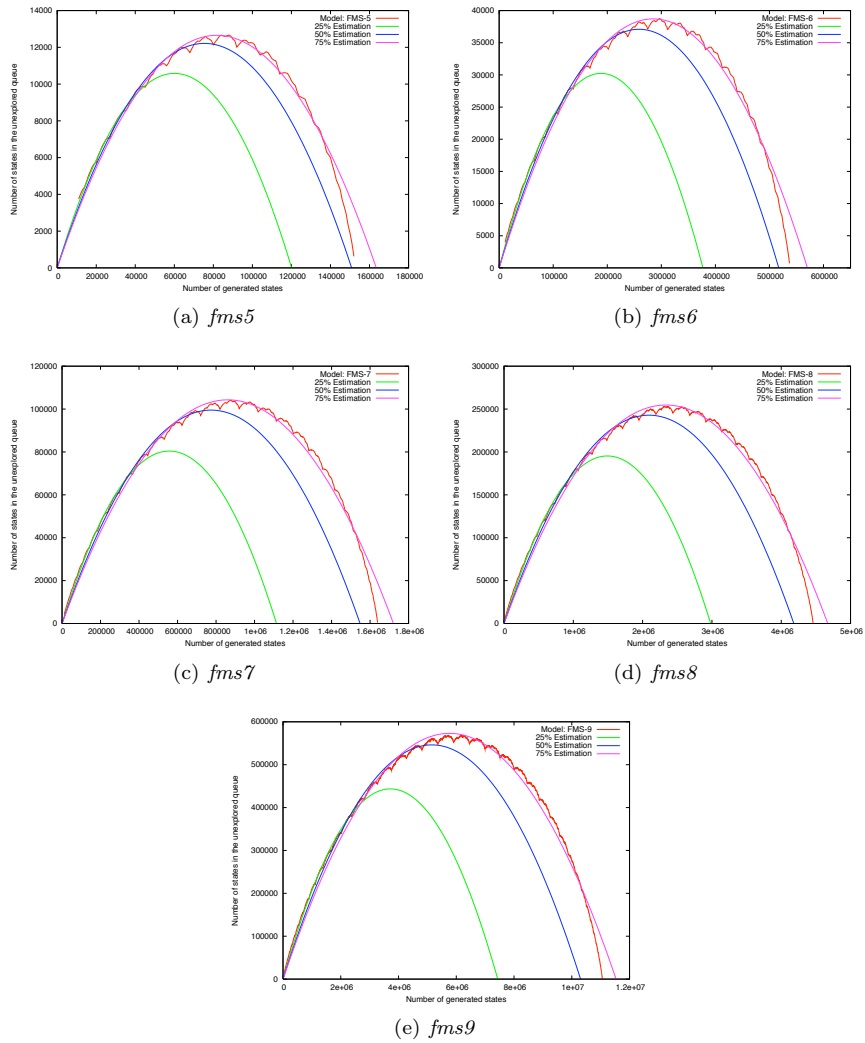 Model: FMS-5
25% Estimation
50% Estimation
75% Estimation
Number of states in the unexplored queue
14000
12000
10000
8000
6000
4000
2000
0
0 20000 40000 60000 80000 100000 120000 140000 160000 180000
Number of generated states
(a) fms5
Model: FMS-6
25% Estimation
50% Estimation
75% Estimation
Number of states in the unexplored queue
40000
35000
30000
25000
20000
15000
10000
5000
0
0 100000 200000 300000 400000 500000 600000
Number of generated states
(b) fms6
Model: FMS-7
25% Estimation
50% Estimation
75% Estimation
Number of states in the unexplored queue
120000
100000
80000
60000
40000
20000
0
0 200000 400000 600000 800000 1e+06 1.2e+06 1.4e+06 1.6e+06 1.8e+06
Number of generated states
(c) fms7
Model: FMS-8
25% Estimation
50% Estimation
75% Estimation
Number of states in the unexplored queue
300000
250000
200000
150000
100000
50000
0
0 1e+06 2e+06 3e+06 4e+06 5e+06
Number of generated states
(d) fms8
Model: FMS-9
25% Estimation
50% Estimation
75% Estimation
Number of states in the unexplored queue
600000
500000
400000
300000
200000
100000
0
0 2e+06 4e+06 6e+06 8e+06 1e+07 1.2e+07
Number of generated states
(e) fms9